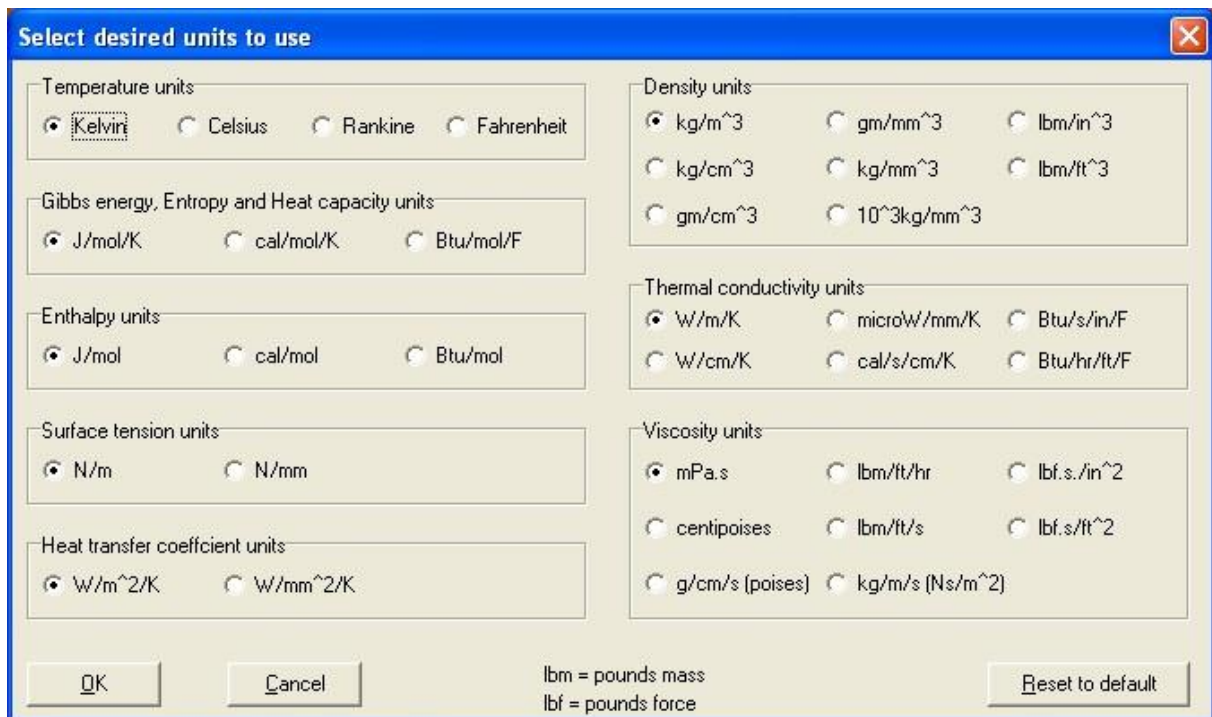 Select desired units to use
Temperature units
Kelvin Celsius Rankine Fahrenheit
Gibbs energy, Entropy and Heat capacity units
J/mol/K cal/mol/K Btu/mol/F
Enthalpy units
J/mol cal/mol Btu/mol
Surface tension units
N/m N/mm
Heat transfer coeffcient units
W/m^2/K W/mm^2/K
Density units
kg/m^3 gm/mm^3 lbm/in^3
kg/cm^3 kg/mm^3 lbm/ft^3
gm/cm^3 10^3kg/mm^3
Thermal conductivity units
W/m/K microW/mm/K Btu/s/in/F
W/cm/K cal/s/cm/K Btu/hr/ft/F
Viscosity units
mPa.s lbm/ft/hr lbf.s./in^2
centipoises lbm/ft/s lbf.s/ft^2
g/cm/s (poises) kg/m/s (Ns/m^2)
OK Cancel
lbm = pounds mass
lbf = pounds force
Reset to default